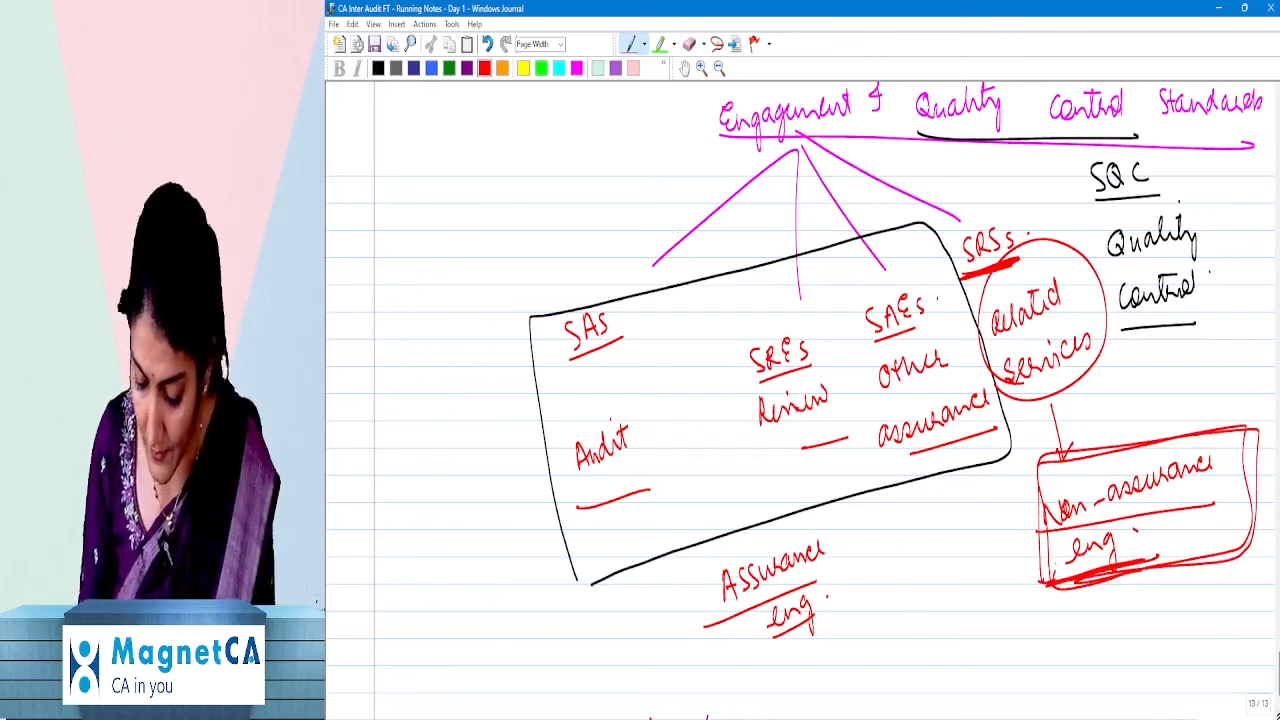 CA Inter Audit FT - Running Notes - Day 1 - Windows Journal
File Edit View Insert Actions Tools Help
Page Width
B I
Engagement & Quality Control Standards
SQC
Quality
Control
SRSs.
Related
Services
SAS
Audit
SREs
Review
SAEs.
Other
assurance
Non-assurance
eng.
Assurance
eng.
MagnetCA
CA in you
13 / 13